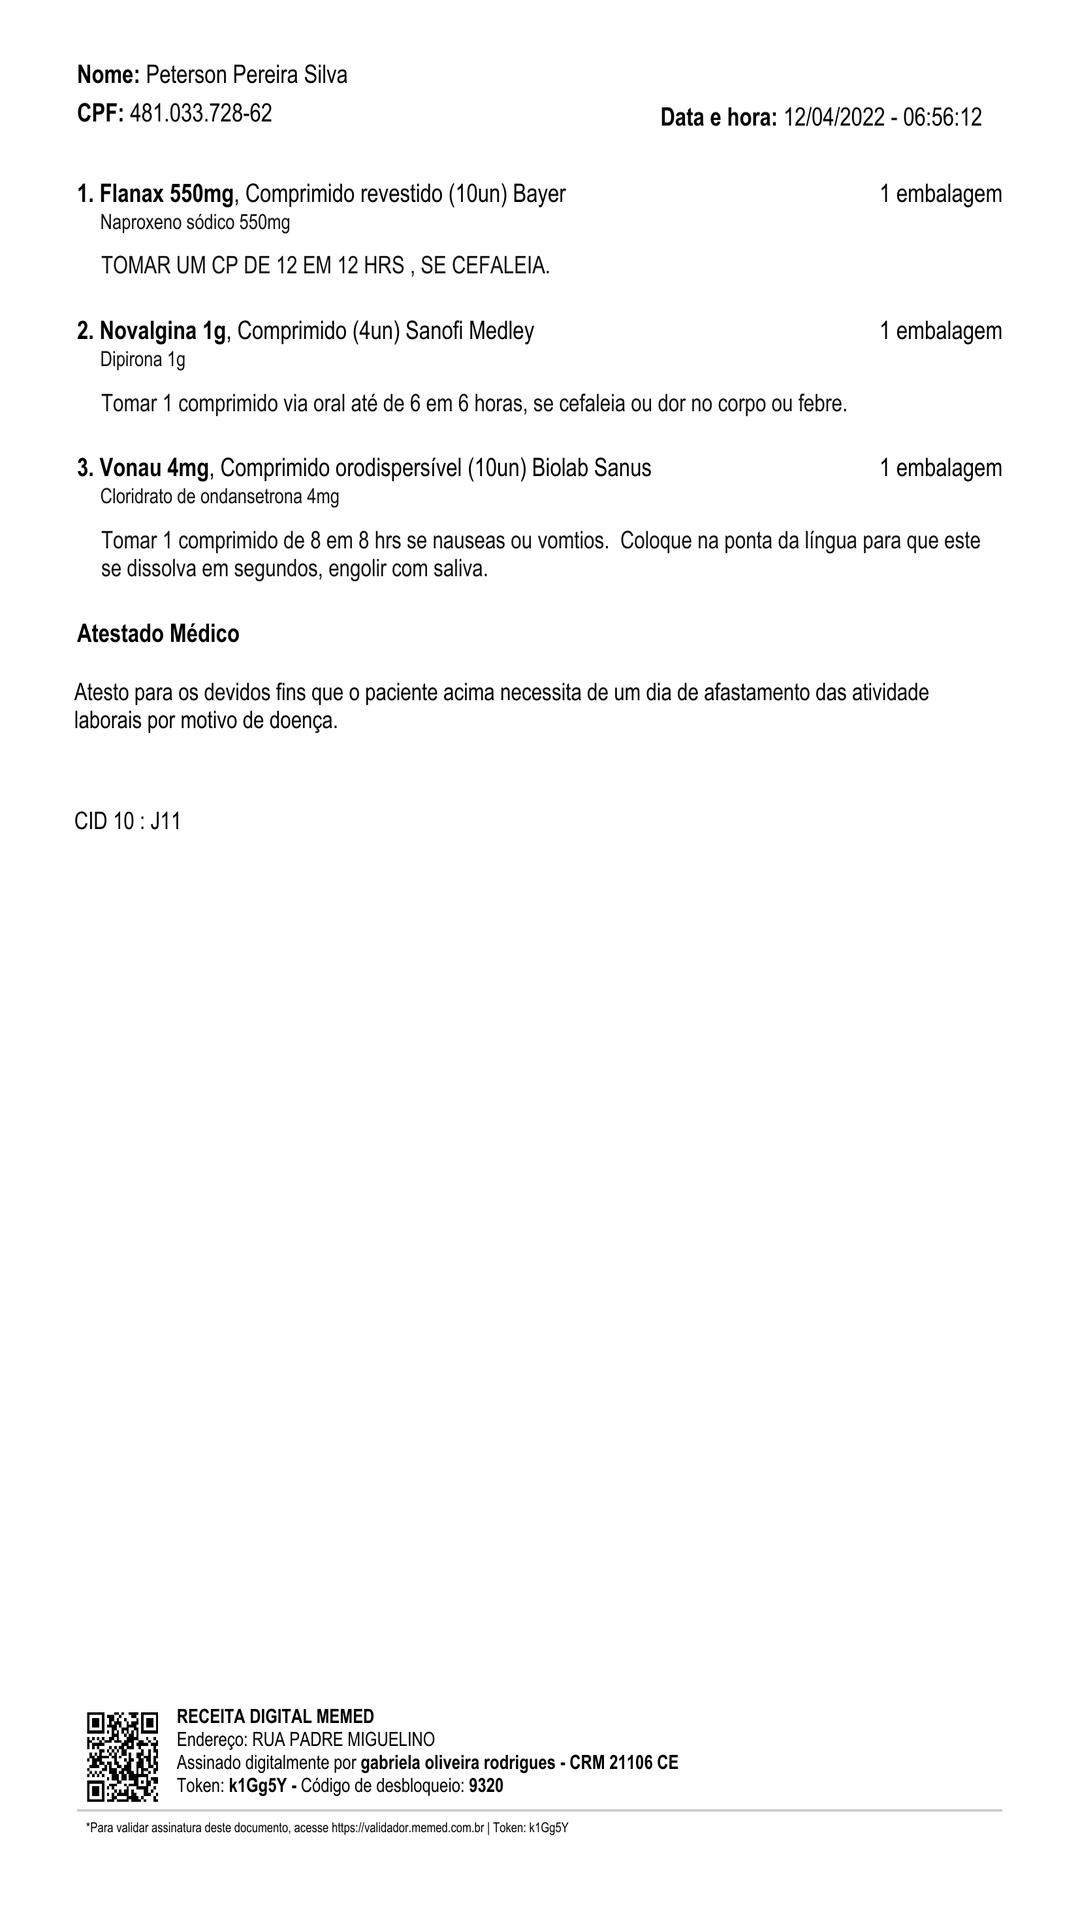 Nome: Peterson Pereira Silva
CPF: 481.033.728-62
Data e hora: 12/04/2022 - 06:56:12
1. Flanax 550mg, Comprimido revestido (10un) Bayer 1 embalagem
Naproxeno sódico 550mg
TOMAR UM CP DE 12 EM 12 HRS , SE CEFALEIA.
2. Novalgina 1g, Comprimido (4un) Sanofi Medley 1 embalagem
Dipirona 1g
Tomar 1 comprimido via oral até de 6 em 6 horas, se cefaleia ou dor no corpo ou febre.
3. Vonau 4mg, Comprimido orodispersível (10un) Biolab Sanus 1 embalagem
Cloridrato de ondansetrona 4mg
Tomar 1 comprimido de 8 em 8 hrs se nauseas ou vomtios.  Coloque na ponta da língua para que este
se dissolva em segundos, engolir com saliva.
Atestado Médico
Atesto para os devidos fins que o paciente acima necessita de um dia de afastamento das atividade
laborais por motivo de doença.
CID 10 : J11
RECEITA DIGITAL MEMED
Endereço: RUA PADRE MIGUELINO
Assinado digitalmente por gabriela oliveira rodrigues - CRM 21106 CE
Token: k1Gg5Y - Código de desbloqueio: 9320
*Para validar assinatura deste documento, acesse https://validador.memed.com.br | Token: k1Gg5Y